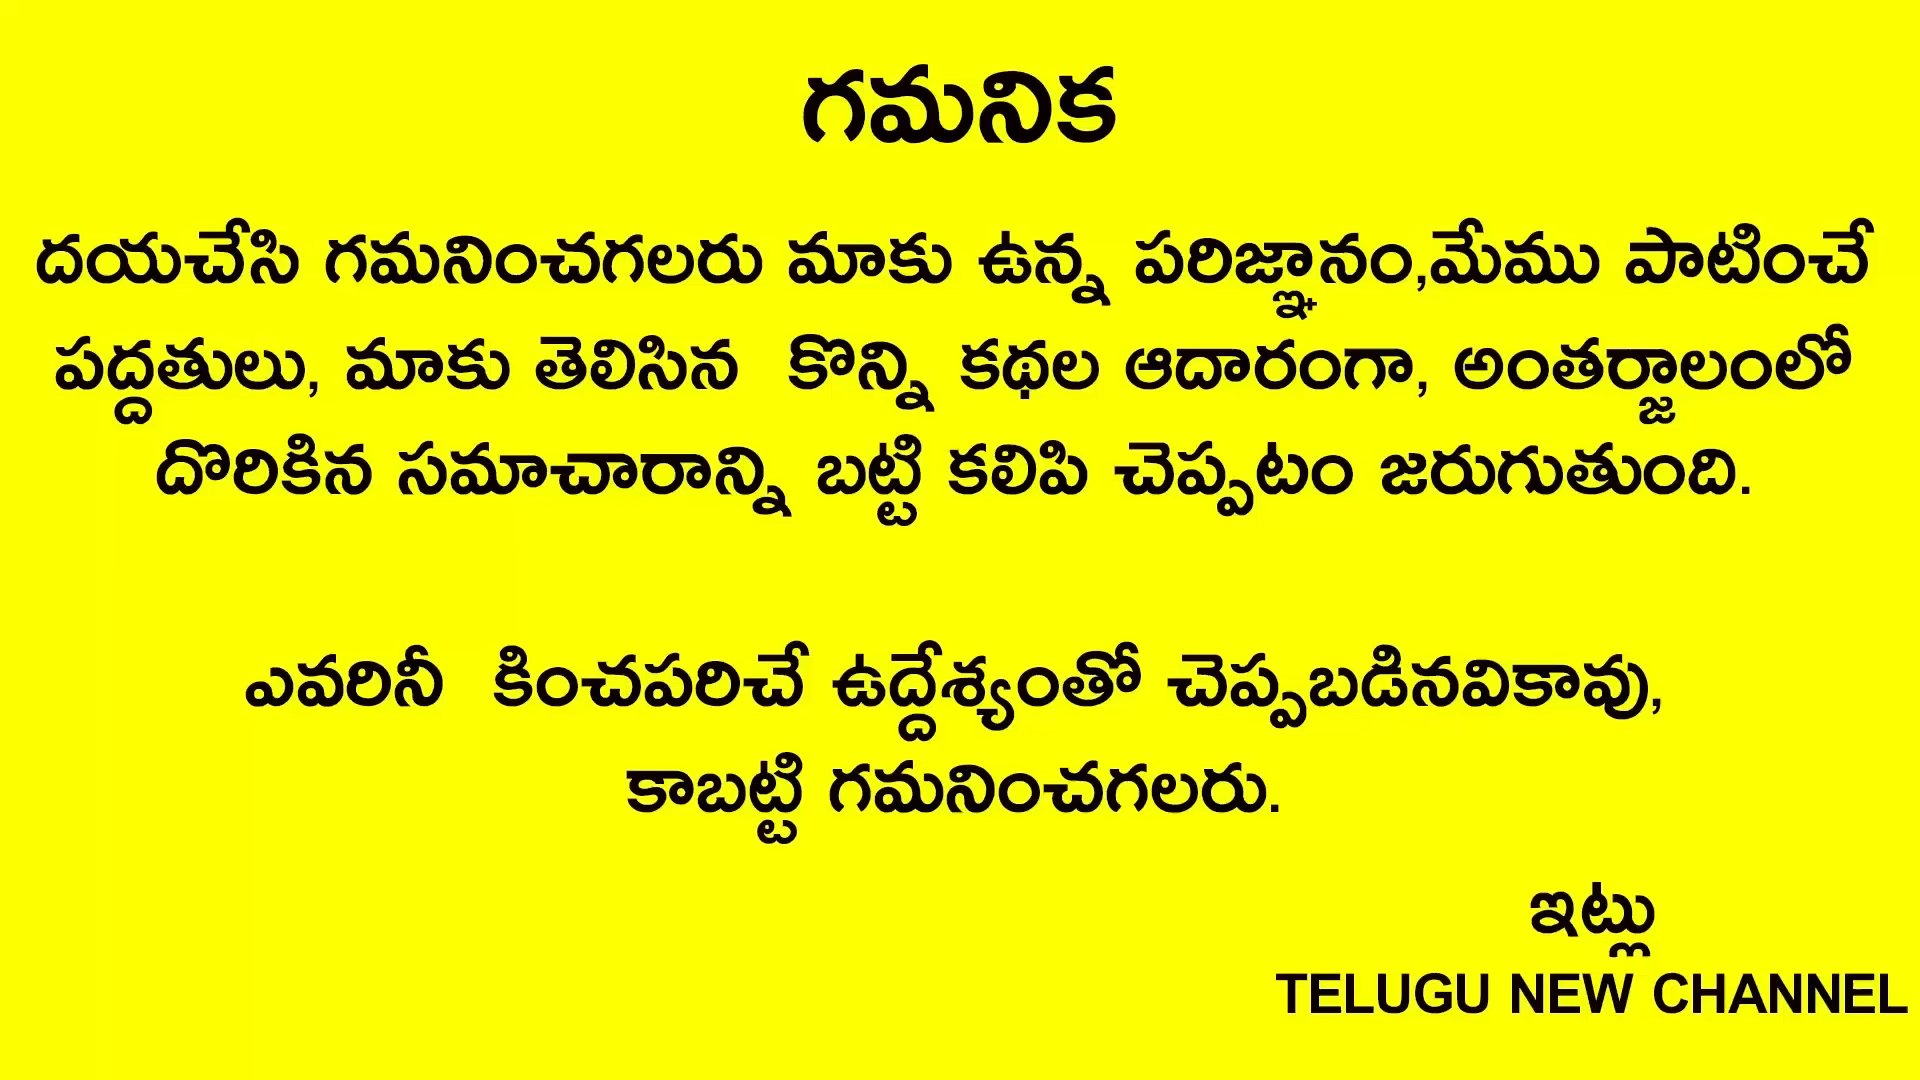 గమనిక
దయచేసి గమనించగలరు మాకు ఉన్న పరిజ్ఞానం,మేము పాటించే
పద్దతులు, మాకు తెలిసిన కొన్ని కథల ఆదారంగా, అంతర్జాలంలో
దొరికిన సమాచారాన్ని బట్టి కలిపి చెప్పటం జరుగుతుంది.
ఎవరినీ కించపరిచే ఉద్దేశ్యంతో చెప్పబడినవికావు,
కాబట్టి గమనించగలరు.
ఇట్లు
TELUGU NEW CHANNEL